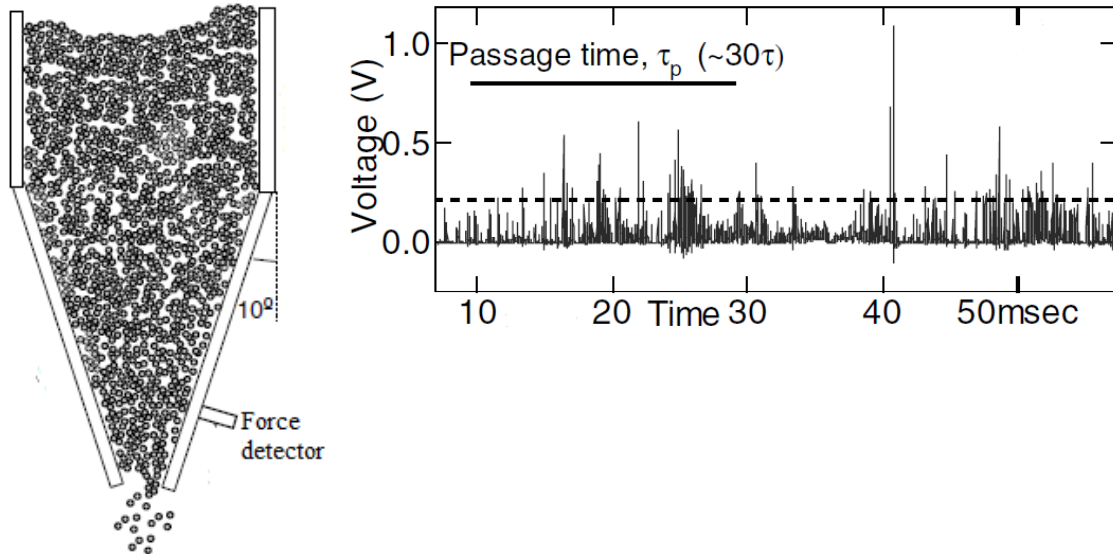 10º
Force
detector
Voltage (V)
1.0
0.5
0.0
Passage time, τp (~30τ)
10 20 Time 30 40 50msec